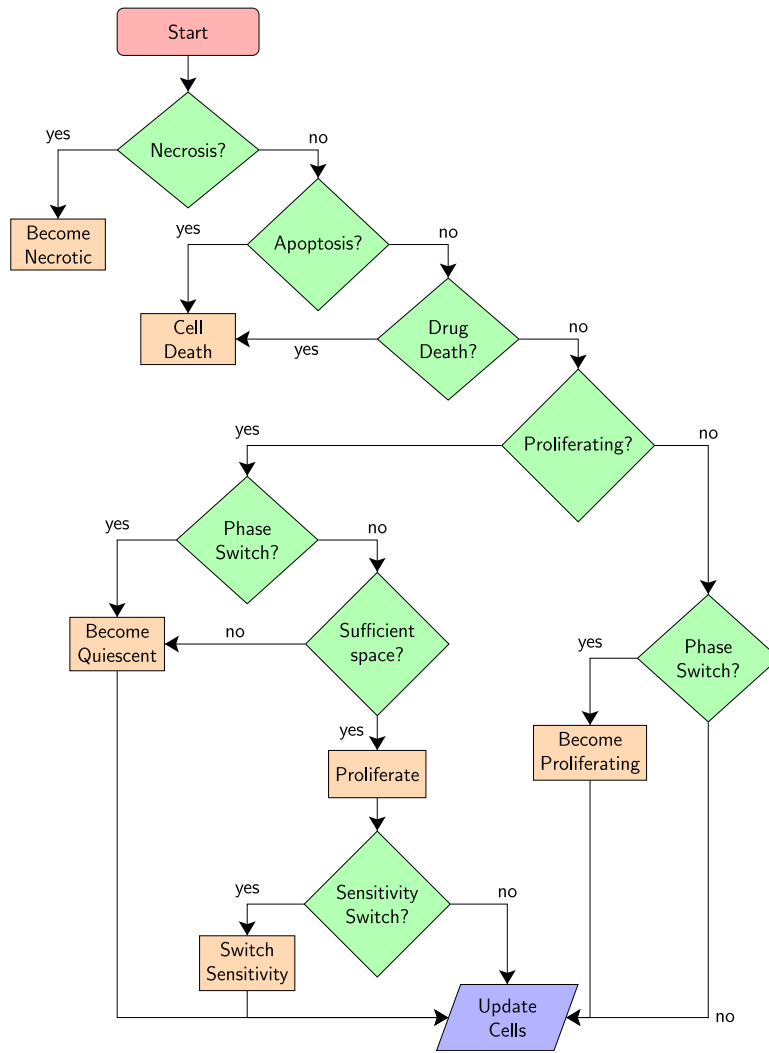 Start
yes
Necrosis?
no
Become
Necrotic
yes
Apoptosis?
no
Cell
Death
yes
Drug
Death?
no
yes
Proliferating?
no
yes
Phase
Switch?
no
Become
Quiescent
no
Sufficient
space?
yes
Phase
Switch?
yes
Become
Proliferating
Proliferate
yes
Sensitivity
Switch?
no
Switch
Sensitivity
Update
Cells
no